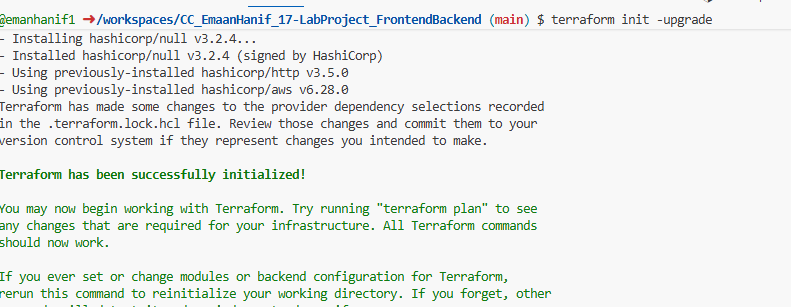 @emanhanif1 ➜/workspaces/CC_EmaanHanif_17-LabProject_FrontendBackend (main) $ terraform init -upgrade
- Installing hashicorp/null v3.2.4...
- Installed hashicorp/null v3.2.4 (signed by HashiCorp)
- Using previously-installed hashicorp/http v3.5.0
- Using previously-installed hashicorp/aws v6.28.0
Terraform has made some changes to the provider dependency selections recorded
in the .terraform.lock.hcl file. Review those changes and commit them to your
version control system if they represent changes you intended to make.
Terraform has been successfully initialized!
You may now begin working with Terraform. Try running "terraform plan" to see
any changes that are required for your infrastructure. All Terraform commands
should now work.
If you ever set or change modules or backend configuration for Terraform,
rerun this command to reinitialize your working directory. If you forget, other